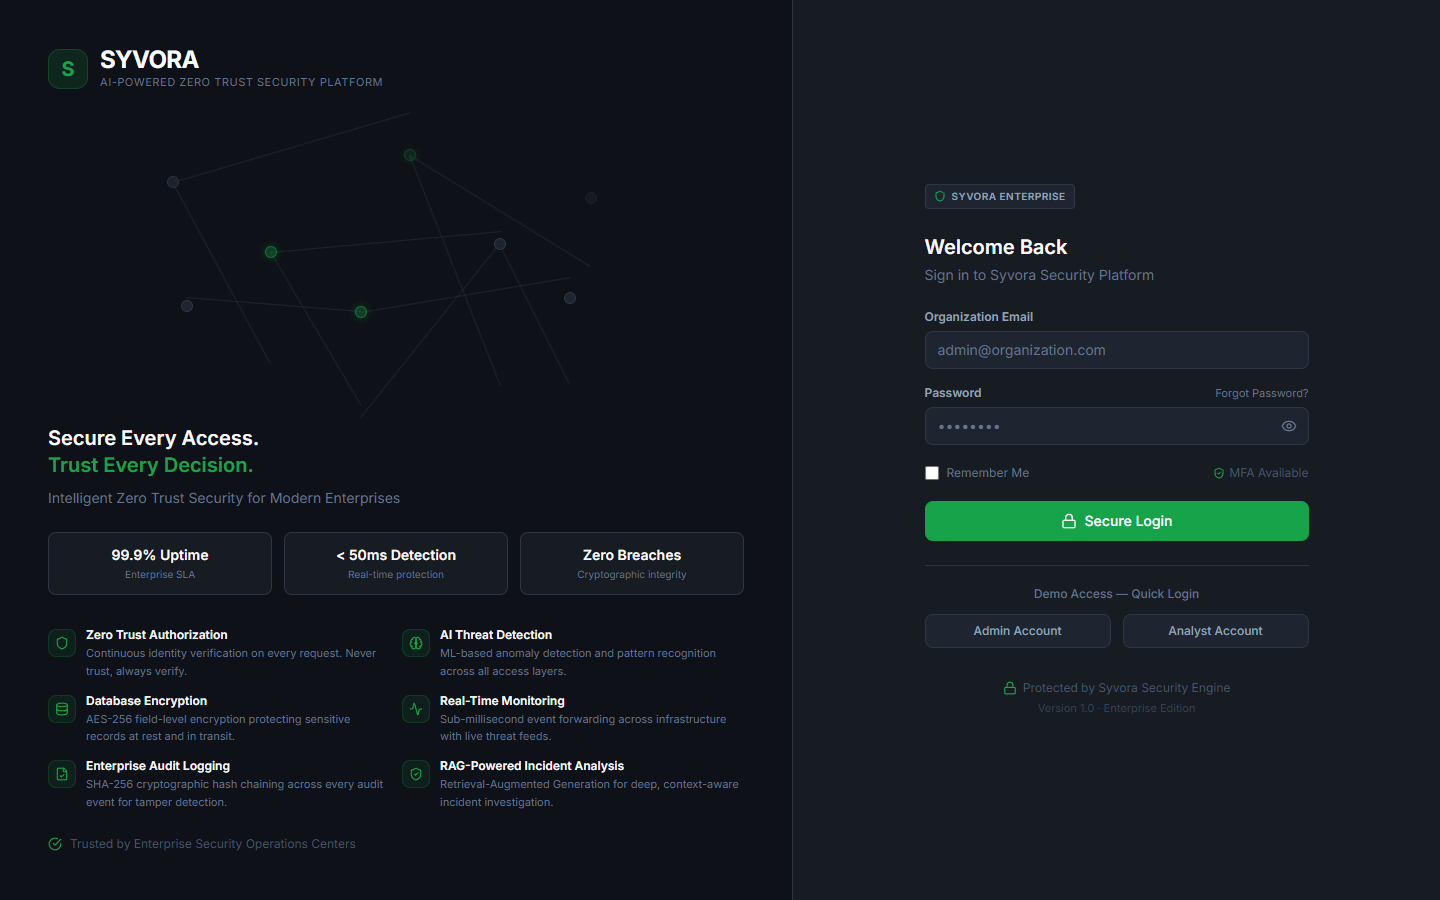 S
SYVORA
AI-POWERED ZERO TRUST SECURITY PLATFORM
Secure Every Access.
Trust Every Decision.
Intelligent Zero Trust Security for Modern Enterprises
99.9% Uptime
Enterprise SLA
< 50ms Detection
Real-time protection
Zero Breaches
Cryptographic integrity
Zero Trust Authorization
Continuous identity verification on every request. Never
trust, always verify.
AI Threat Detection
ML-based anomaly detection and pattern recognition
across all access layers.
Database Encryption
AES-256 field-level encryption protecting sensitive
records at rest and in transit.
Real-Time Monitoring
Sub-millisecond event forwarding across infrastructure
with live threat feeds.
Enterprise Audit Logging
SHA-256 cryptographic hash chaining across every audit
event for tamper detection.
RAG-Powered Incident Analysis
Retrieval-Augmented Generation for deep, context-aware
incident investigation.
Trusted by Enterprise Security Operations Centers
SYVORA ENTERPRISE
Welcome Back
Sign in to Syvora Security Platform
Organization Email
admin@organization.com
Password
Forgot Password?
••••••••
Remember Me
MFA Available
Secure Login
Demo Access — Quick Login
Admin Account
Analyst Account
Protected by Syvora Security Engine
Version 1.0 · Enterprise Edition